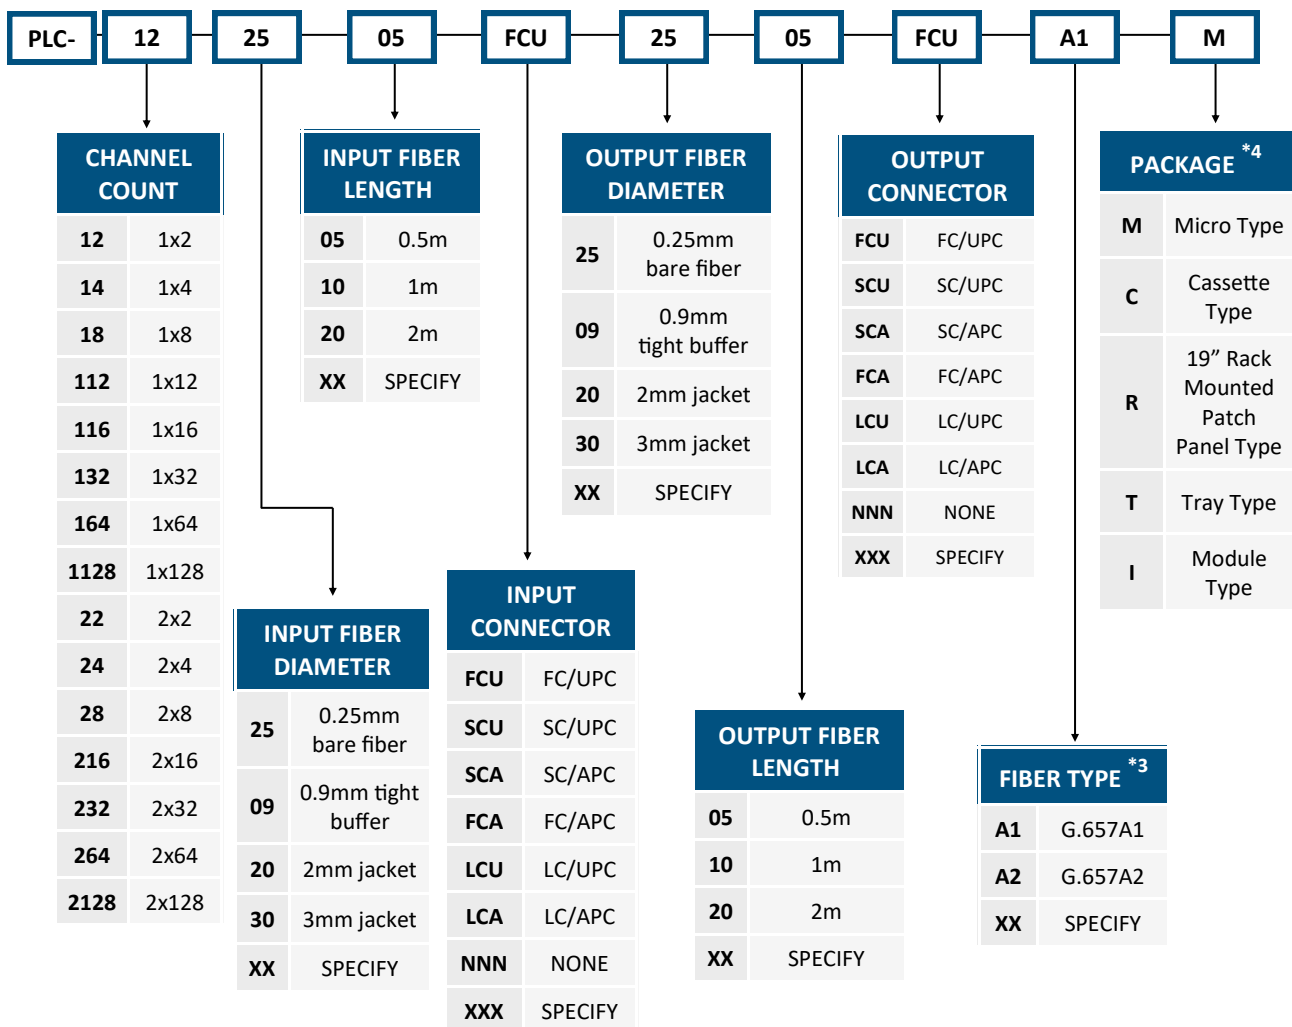 PLC- 12 25 05 FCU 25 05 FCU A1 M
CHANNEL
COUNT
12 1x2
14 1x4
18 1x8
112 1x12
116 1x16
132 1x32
164 1x64
1128 1x128
22 2x2
24 2x4
28 2x8
216 2x16
232 2x32
264 2x64
2128 2x128
INPUT FIBER
DIAMETER
25 0.25mm
bare fiber
09 0.9mm tight
buffer
20 2mm jacket
30 3mm jacket
XX SPECIFY
INPUT FIBER
LENGTH
05 0.5m
10 1m
20 2m
XX SPECIFY
INPUT
CONNECTOR
FCU FC/UPC
SCU SC/UPC
SCA SC/APC
FCA FC/APC
LCU LC/UPC
LCA LC/APC
NNN NONE
XXX SPECIFY
OUTPUT FIBER
DIAMETER
25 0.25mm
bare fiber
09 0.9mm
tight buffer
20 2mm jacket
30 3mm jacket
XX SPECIFY
OUTPUT FIBER
LENGTH
05 0.5m
10 1m
20 2m
XX SPECIFY
OUTPUT
CONNECTOR
FCU FC/UPC
SCU SC/UPC
SCA SC/APC
FCA FC/APC
LCU LC/UPC
LCA LC/APC
NNN NONE
XXX SPECIFY
FIBER TYPE *3
A1 G.657A1
A2 G.657A2
XX SPECIFY
PACKAGE *4
M Micro Type
C Cassette
Type
R 19” Rack
Mounted
Patch
Panel Type
T Tray Type
I Module
Type